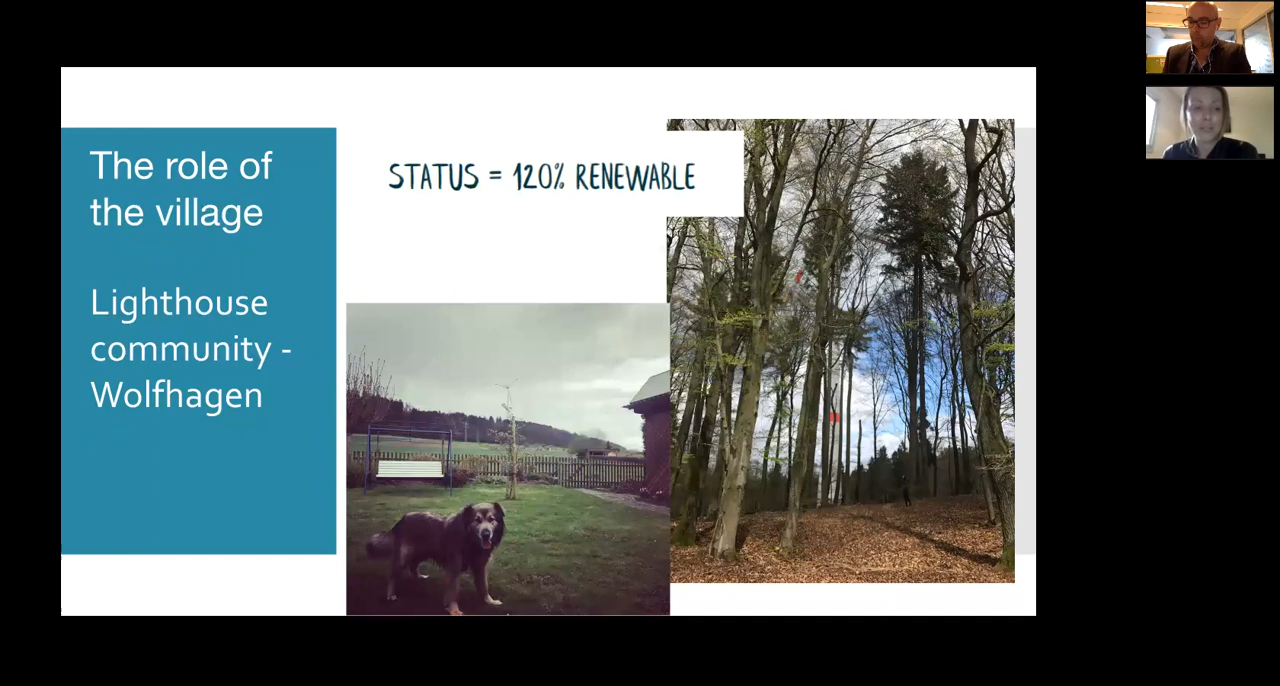 The role of
the village
Lighthouse
community -
Wolfhagen
STATUS = 120% RENEWABLE